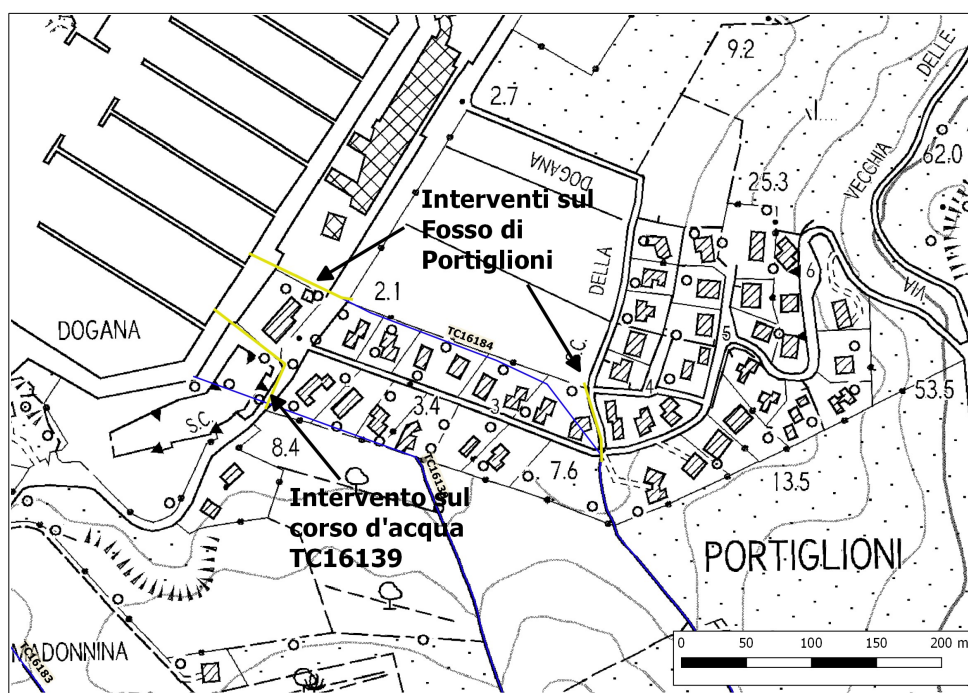 9.2
2.7
DELLE
VECCHIA
VIA
62.0
DOGANA
25.3
Interventi sul
Fosso di
Portiglioni
DELLA
S.C.
6
2.1
DOGANA
TC16184
5
4
3
3.4
53.5
S.C.
8.4
7.6
13.5
Intervento sul
corso d'acqua
TC16139
PORTIGLIONI
TC16183
0 50 100 150 200 m